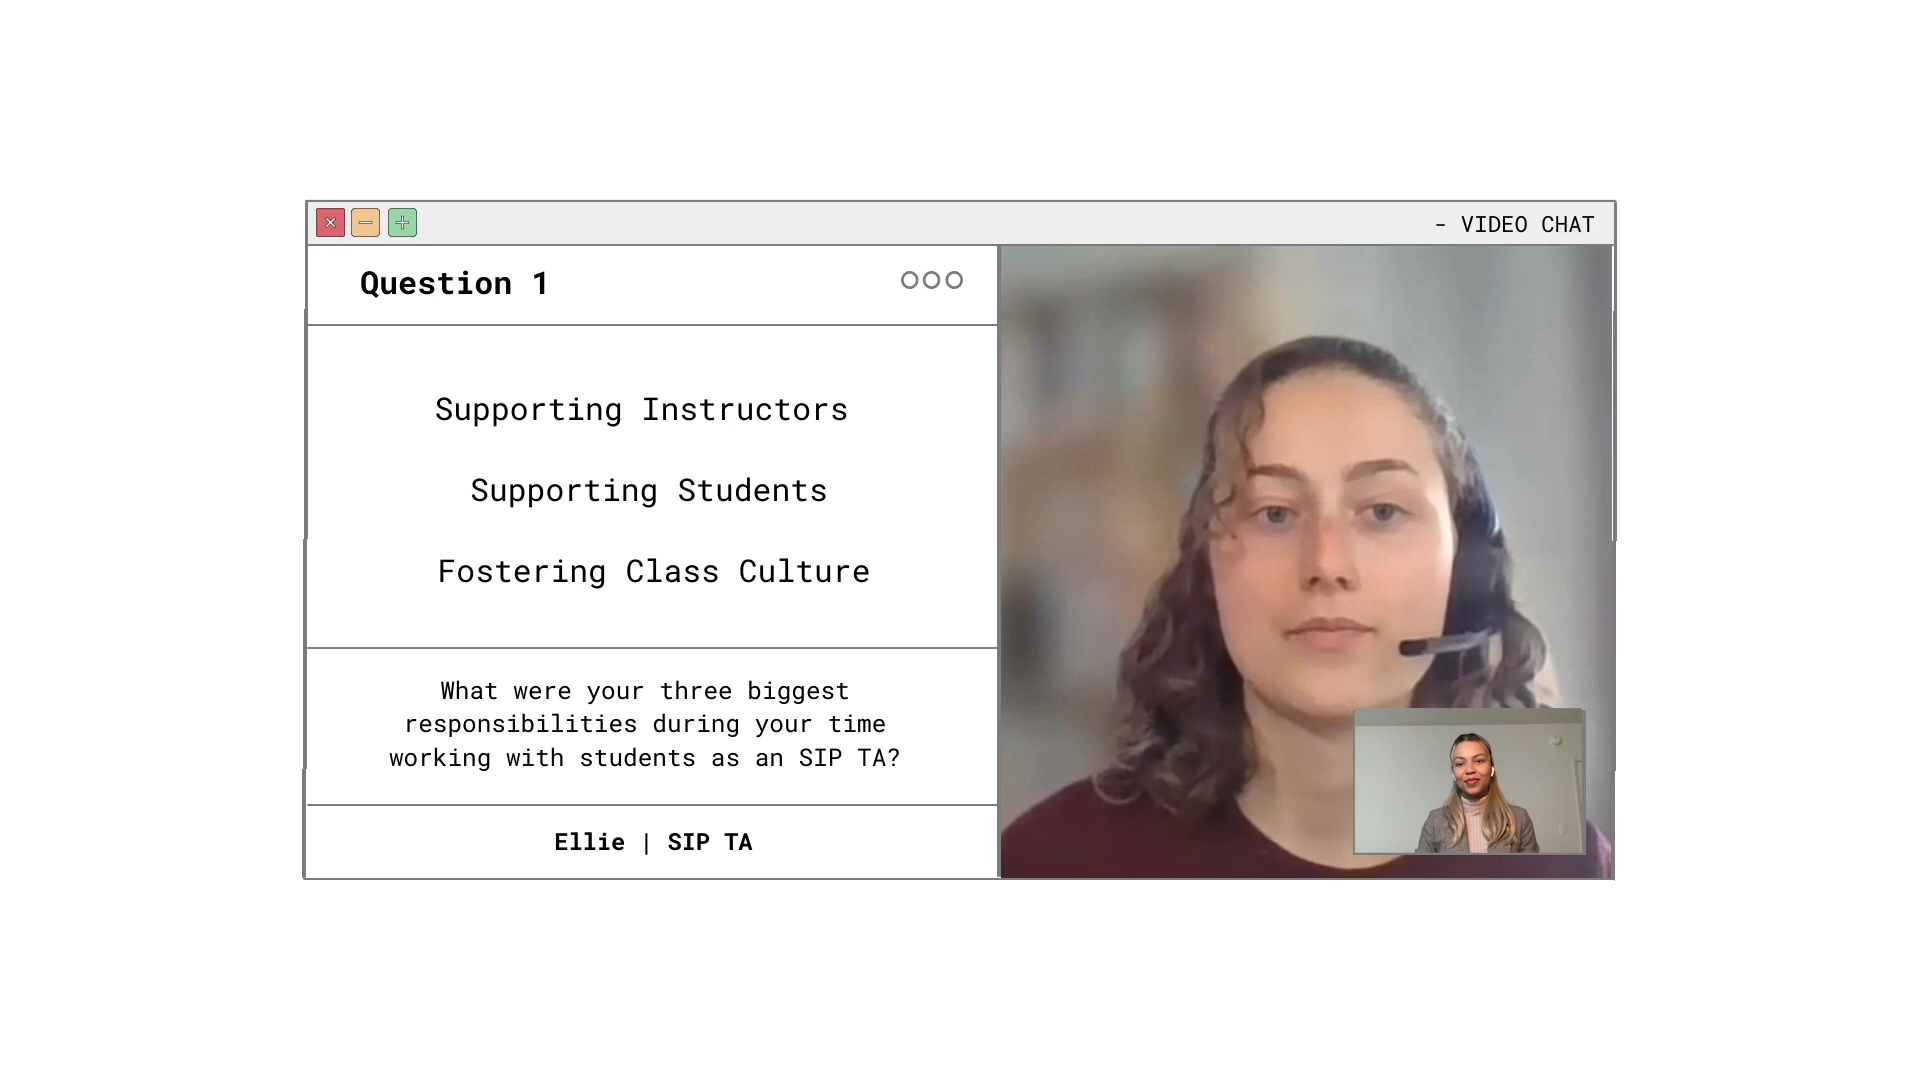 - VIDEO CHAT
Question 1
Supporting Instructors
Supporting Students
Fostering Class Culture
What were your three biggest
responsibilities during your time
working with students as an SIP TA?
Ellie | SIP TA